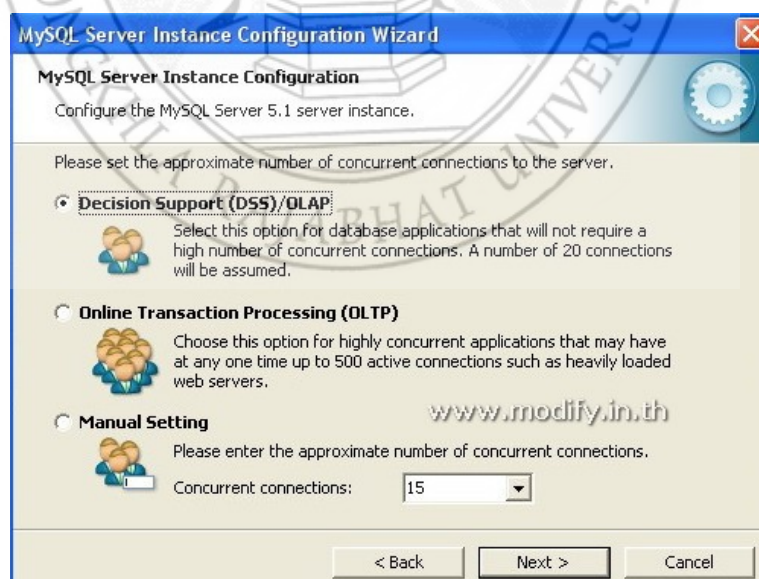 MySQL Server Instance Configuration Wizard
MySQL Server Instance Configuration
Configure the MySQL Server 5.1 server instance.
Please set the approximate number of concurrent connections to the server.
Decision Support (DSS)/OLAP
Select this option for database applications that will not require a
high number of concurrent connections. A number of 20 connections
will be assumed.
Online Transaction Processing (OLTP)
Choose this option for highly concurrent applications that may have
at any one time up to 500 active connections such as heavily loaded
web servers.
www.modify.in.th
Manual Setting
Please enter the approximate number of concurrent connections.
Concurrent connections: 15
< Back Next > Cancel
RAJABHAT